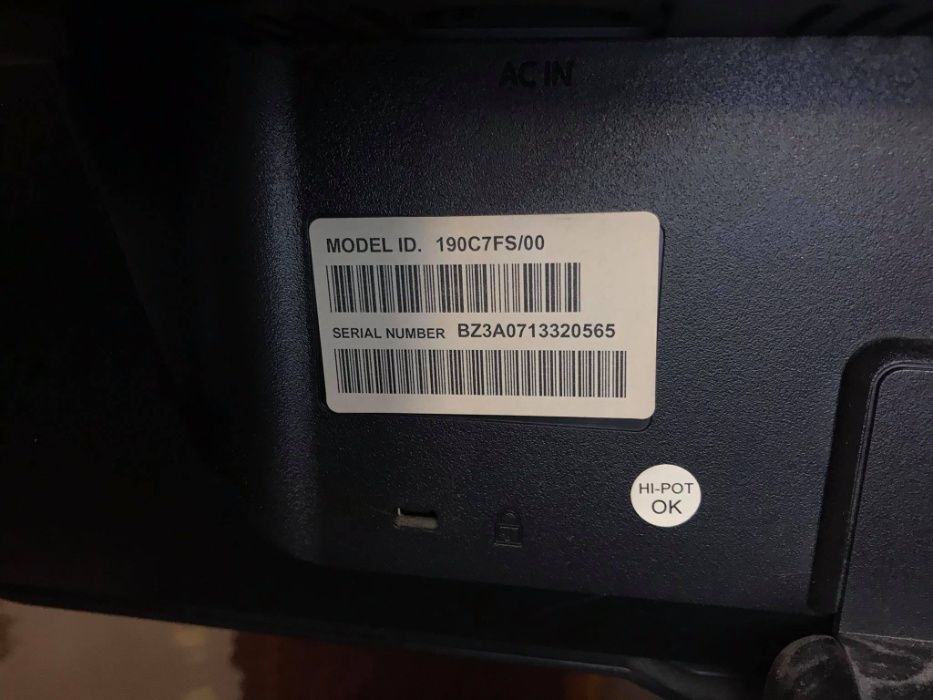 AC IN
MODEL ID. 190C7FS/00
SERIAL NUMBER BZ3A0713320565
HI-POT
OK